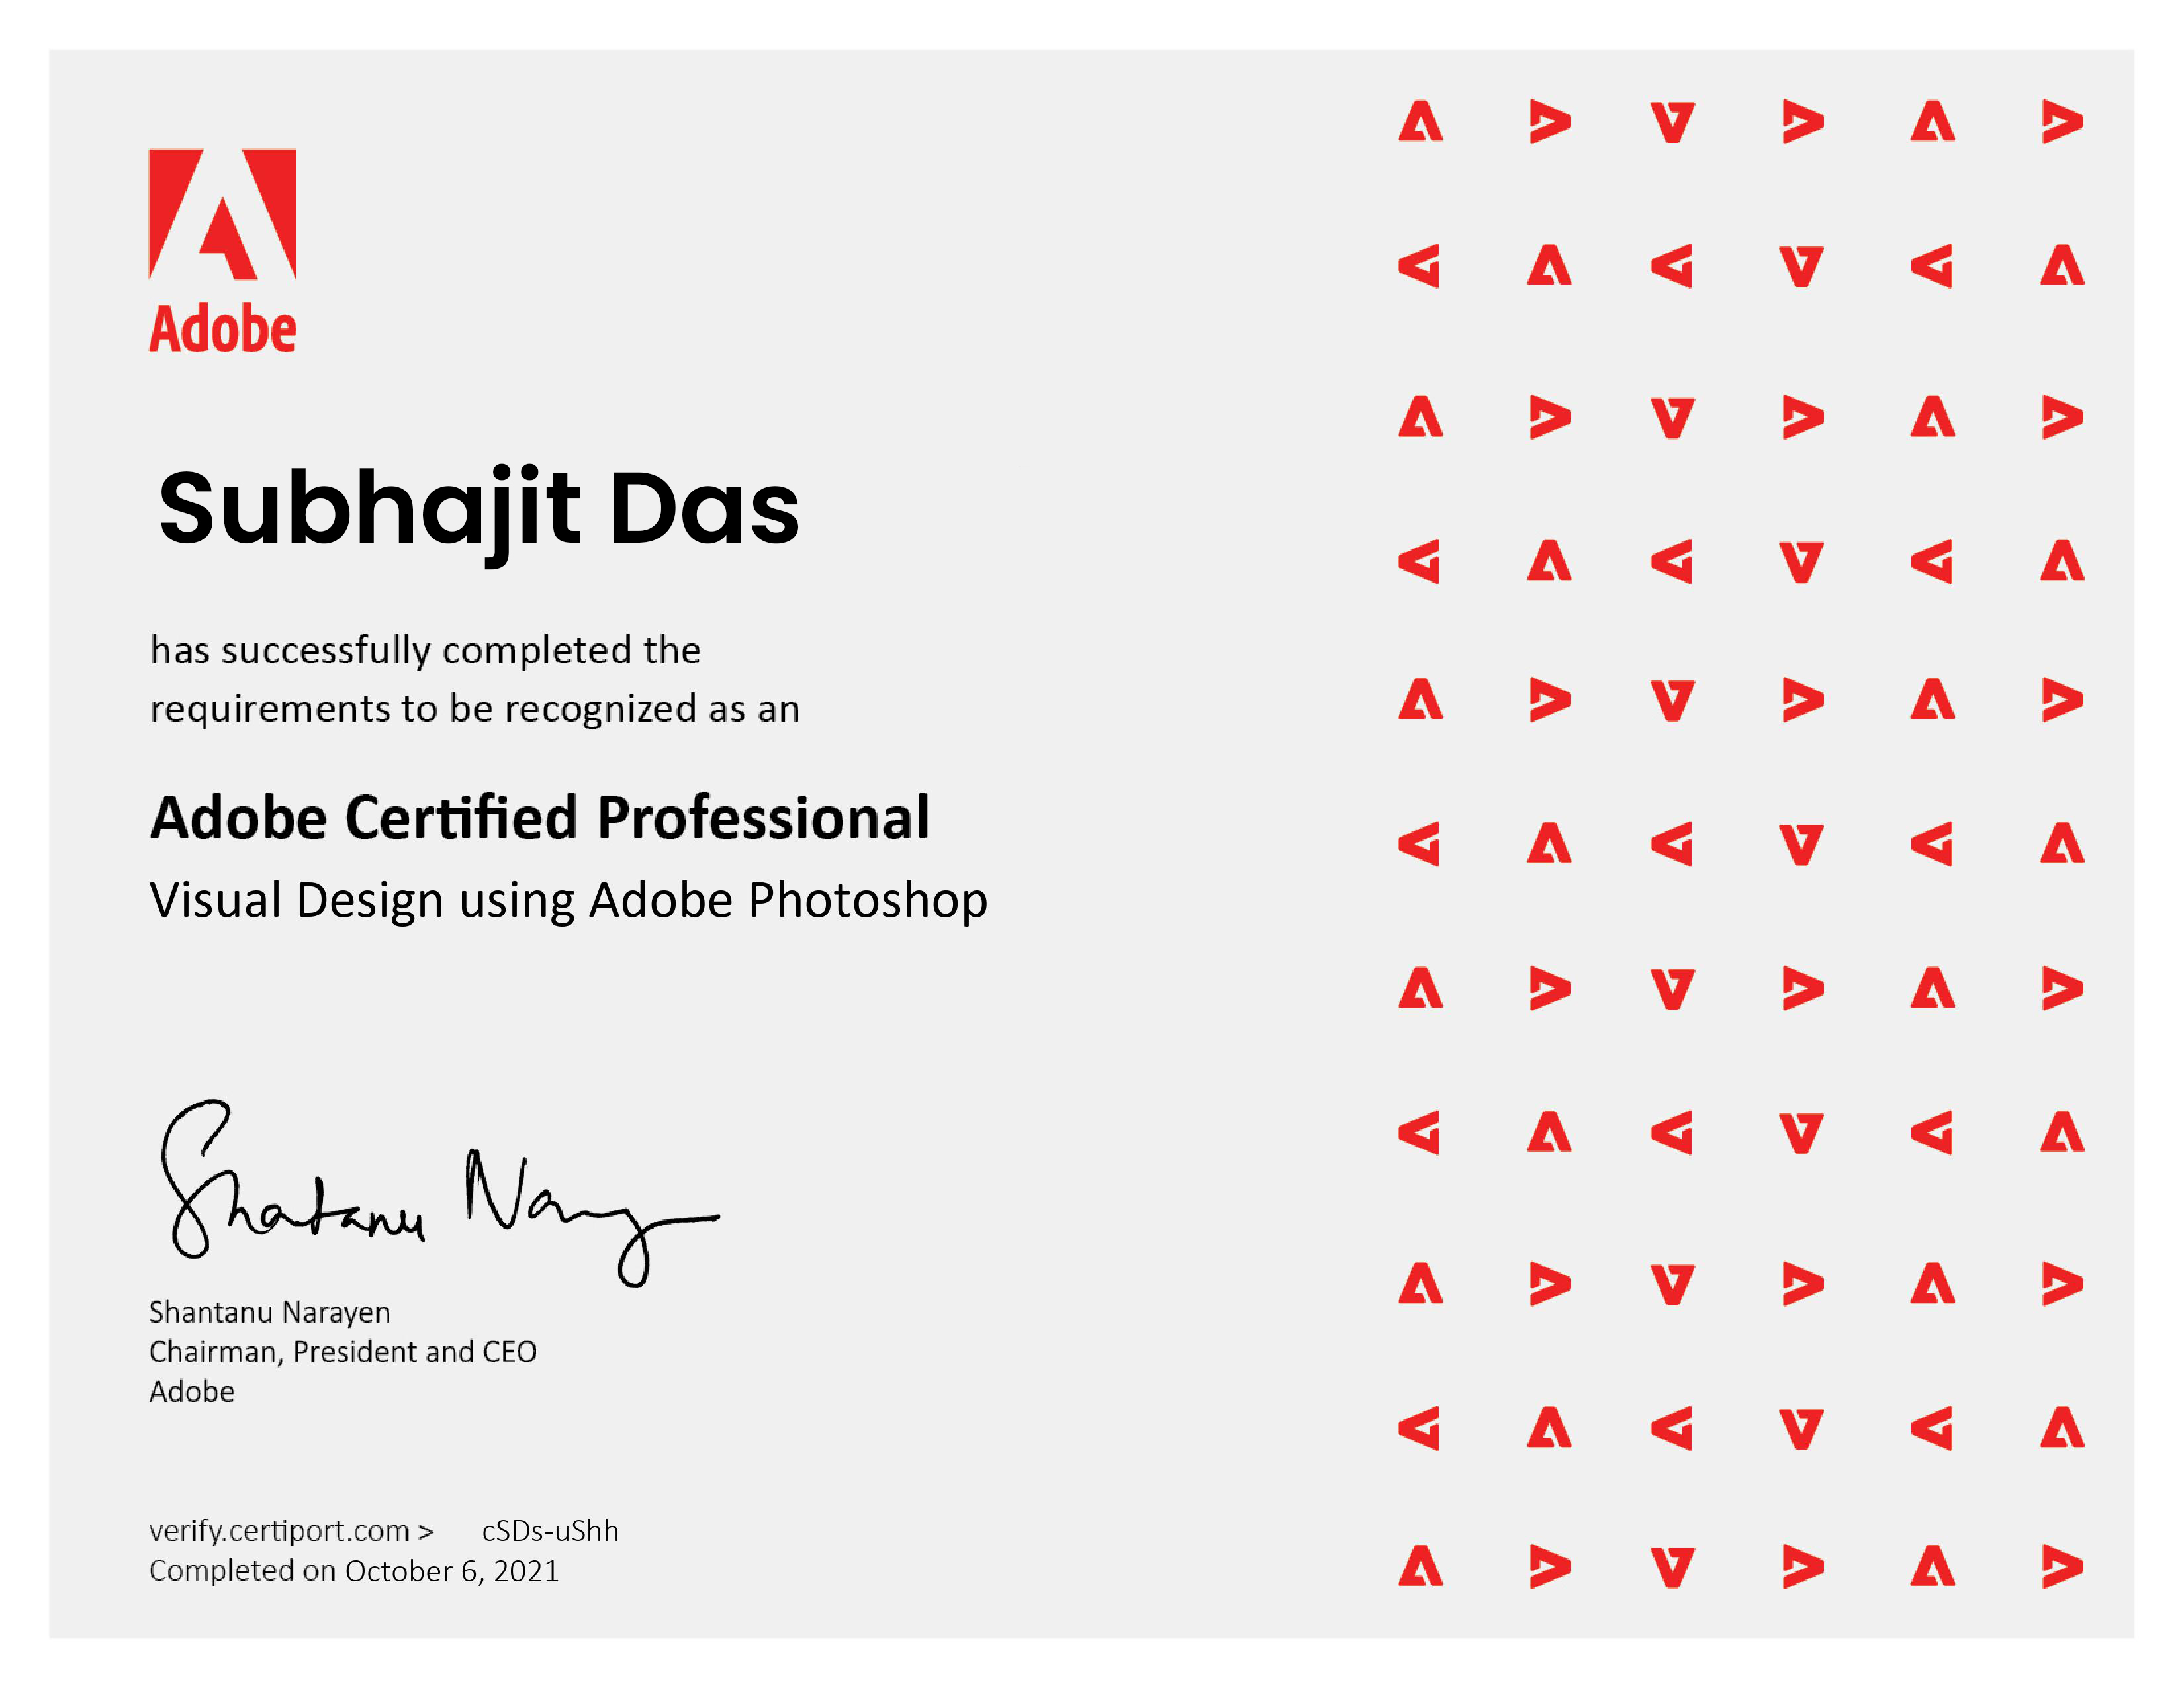 Adobe
Subhajit Das
has successfully completed the
requirements to be recognized as an
Adobe Certified Professional
Visual Design using Adobe Photoshop
Shantanu Narayen
Shantanu Narayen
Chairman, President and CEO
Adobe
verify.certiport.com > cSDs-uShh
Completed on October 6, 2021